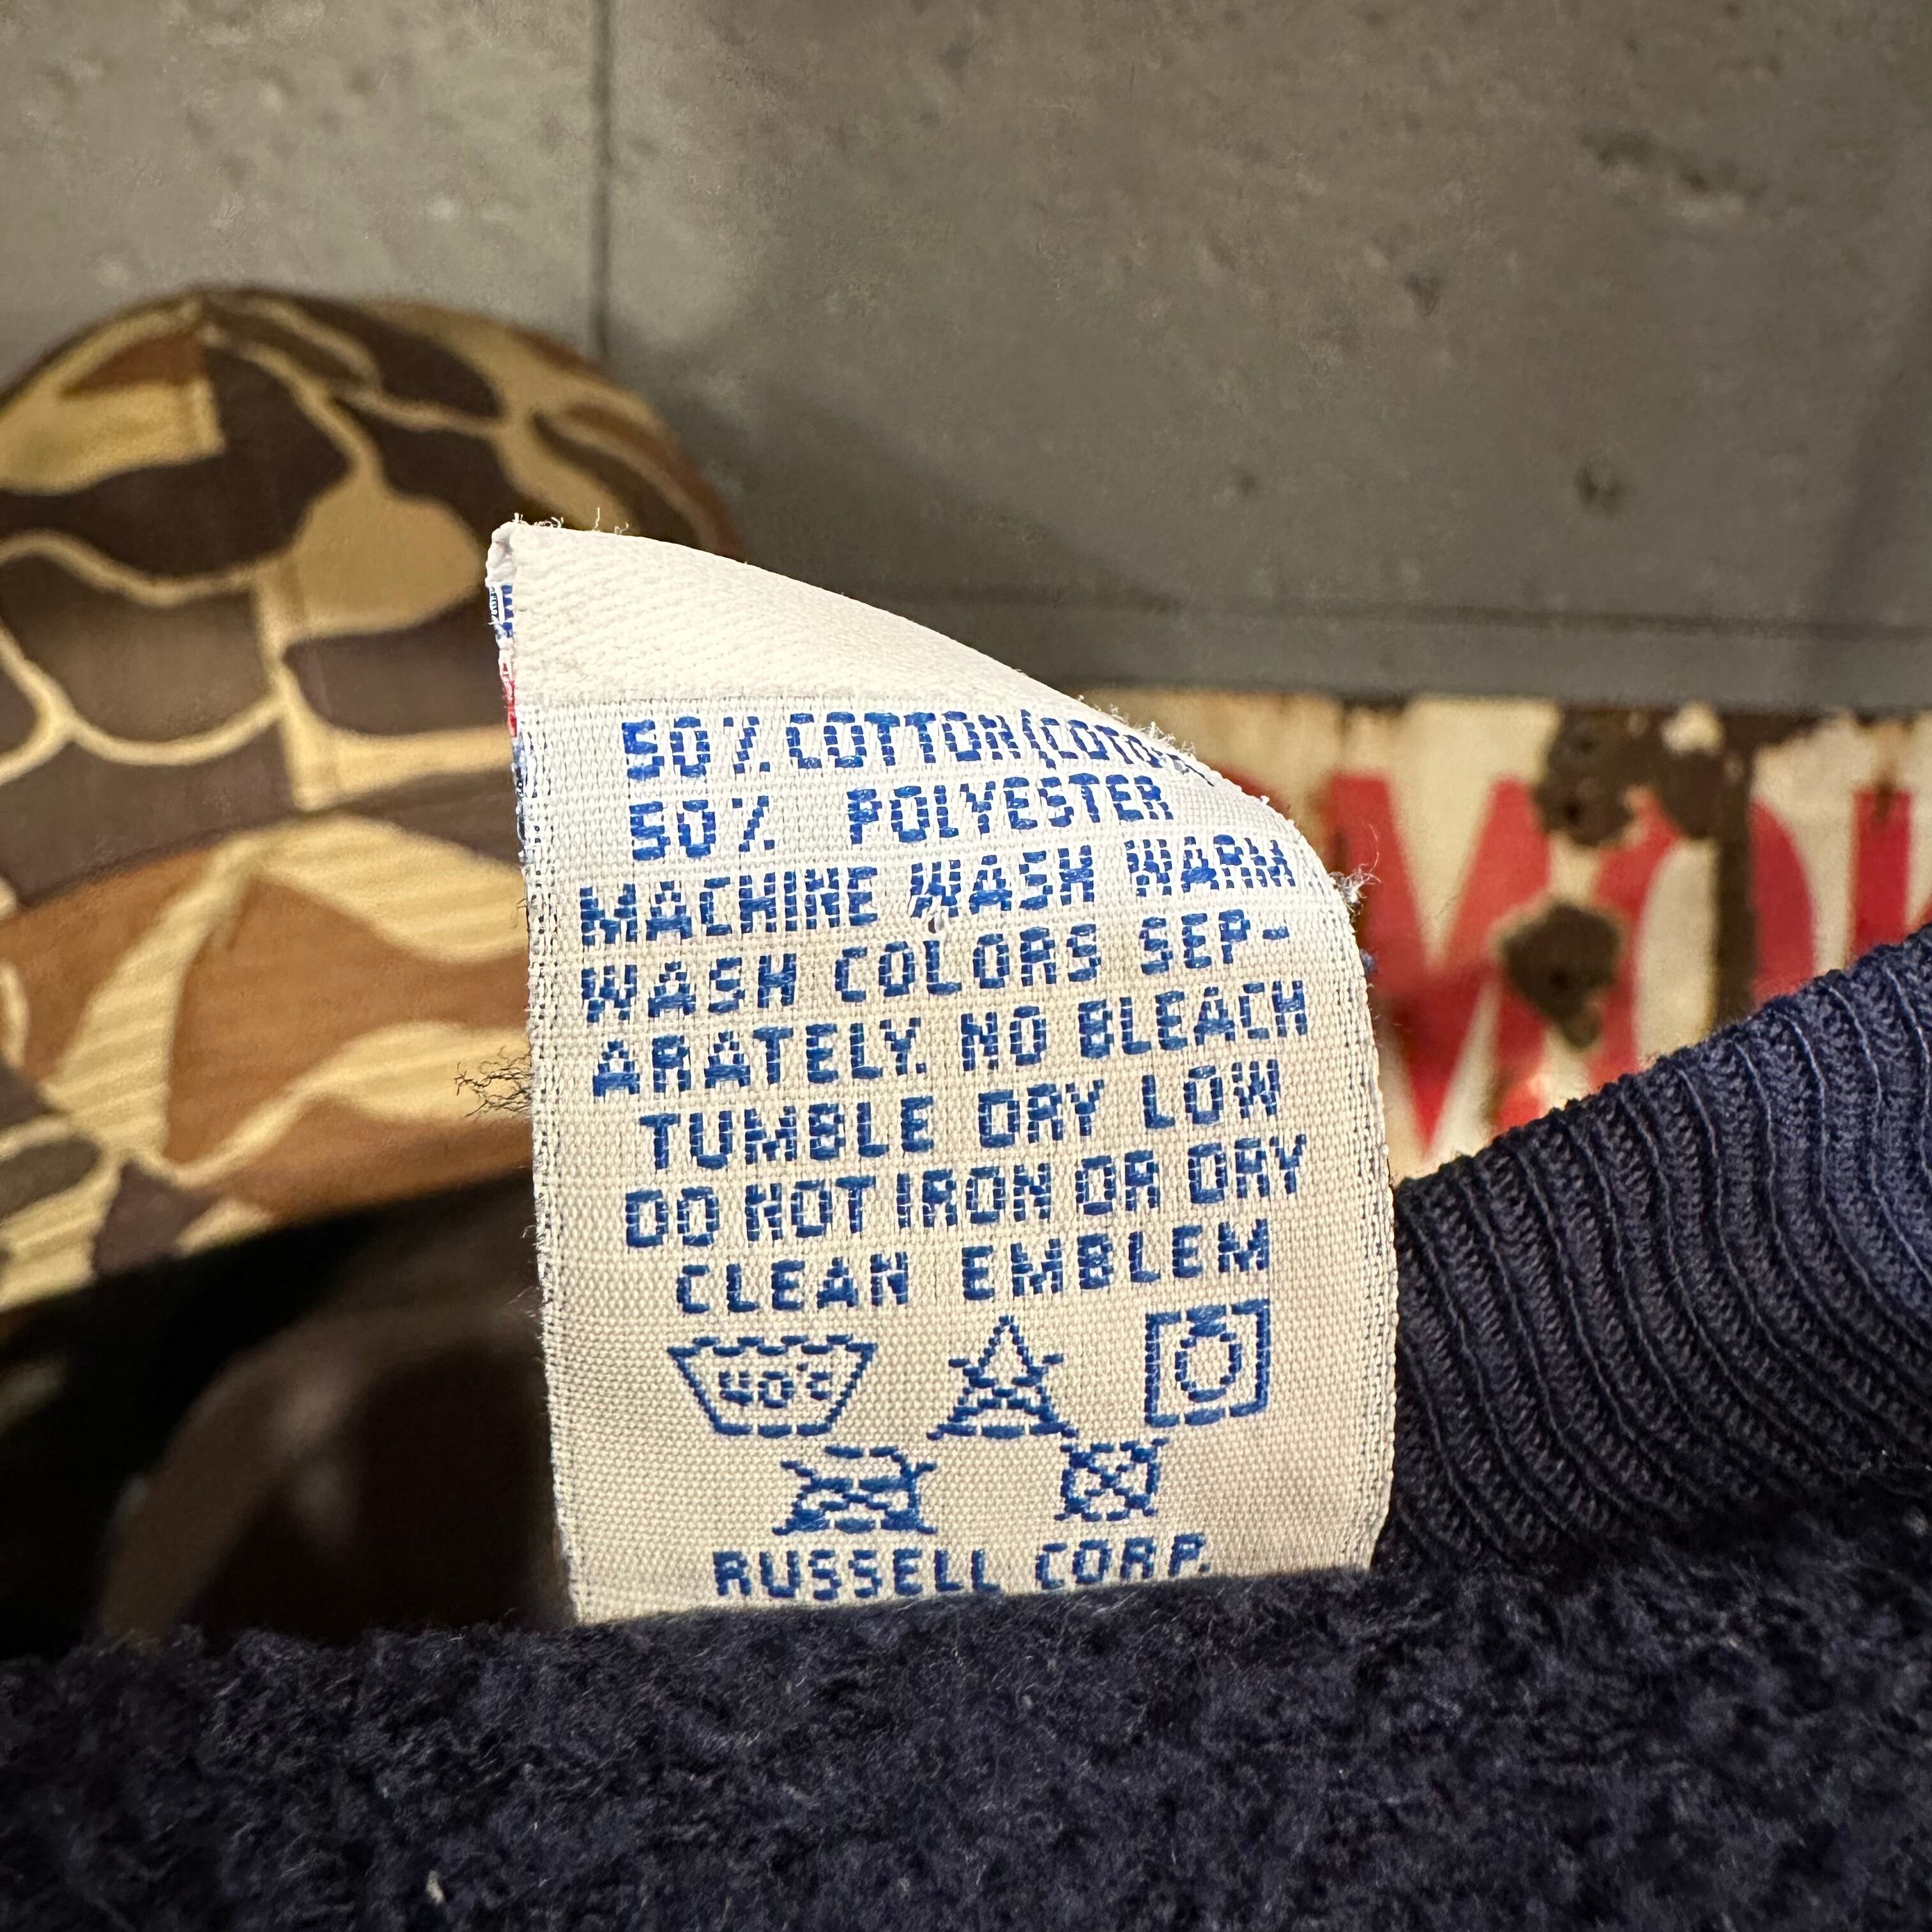 50% COTTON(COTO
50% POLYESTER
MACHINE WASH WARM
WASH COLORS SEP-
ARATELY. NO BLEACH
TUMBLE DRY LOW
DO NOT IRON OR DRY
CLEAN EMBLEM
40°C
RUSSELL CORP.